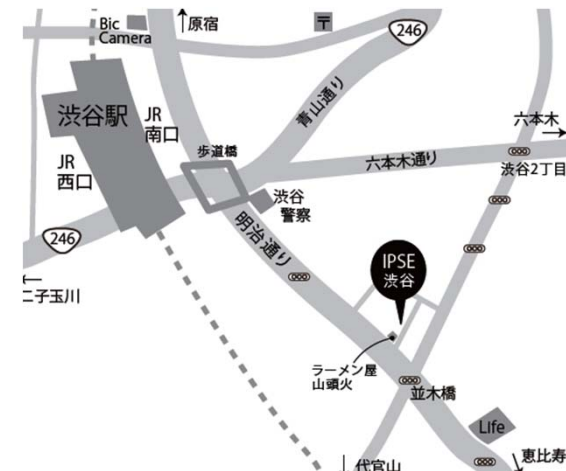 Bic
Camera
原宿
〒
246
渋谷駅
JR
南口
JR
西口
青山通り
六本木
歩道橋
六本木通り
渋谷2丁目
渋谷
警察
246
明治通り
IPSE
渋谷
二子玉川
ラーメン屋
山頭火
並木橋
Life
恵比寿
代官山